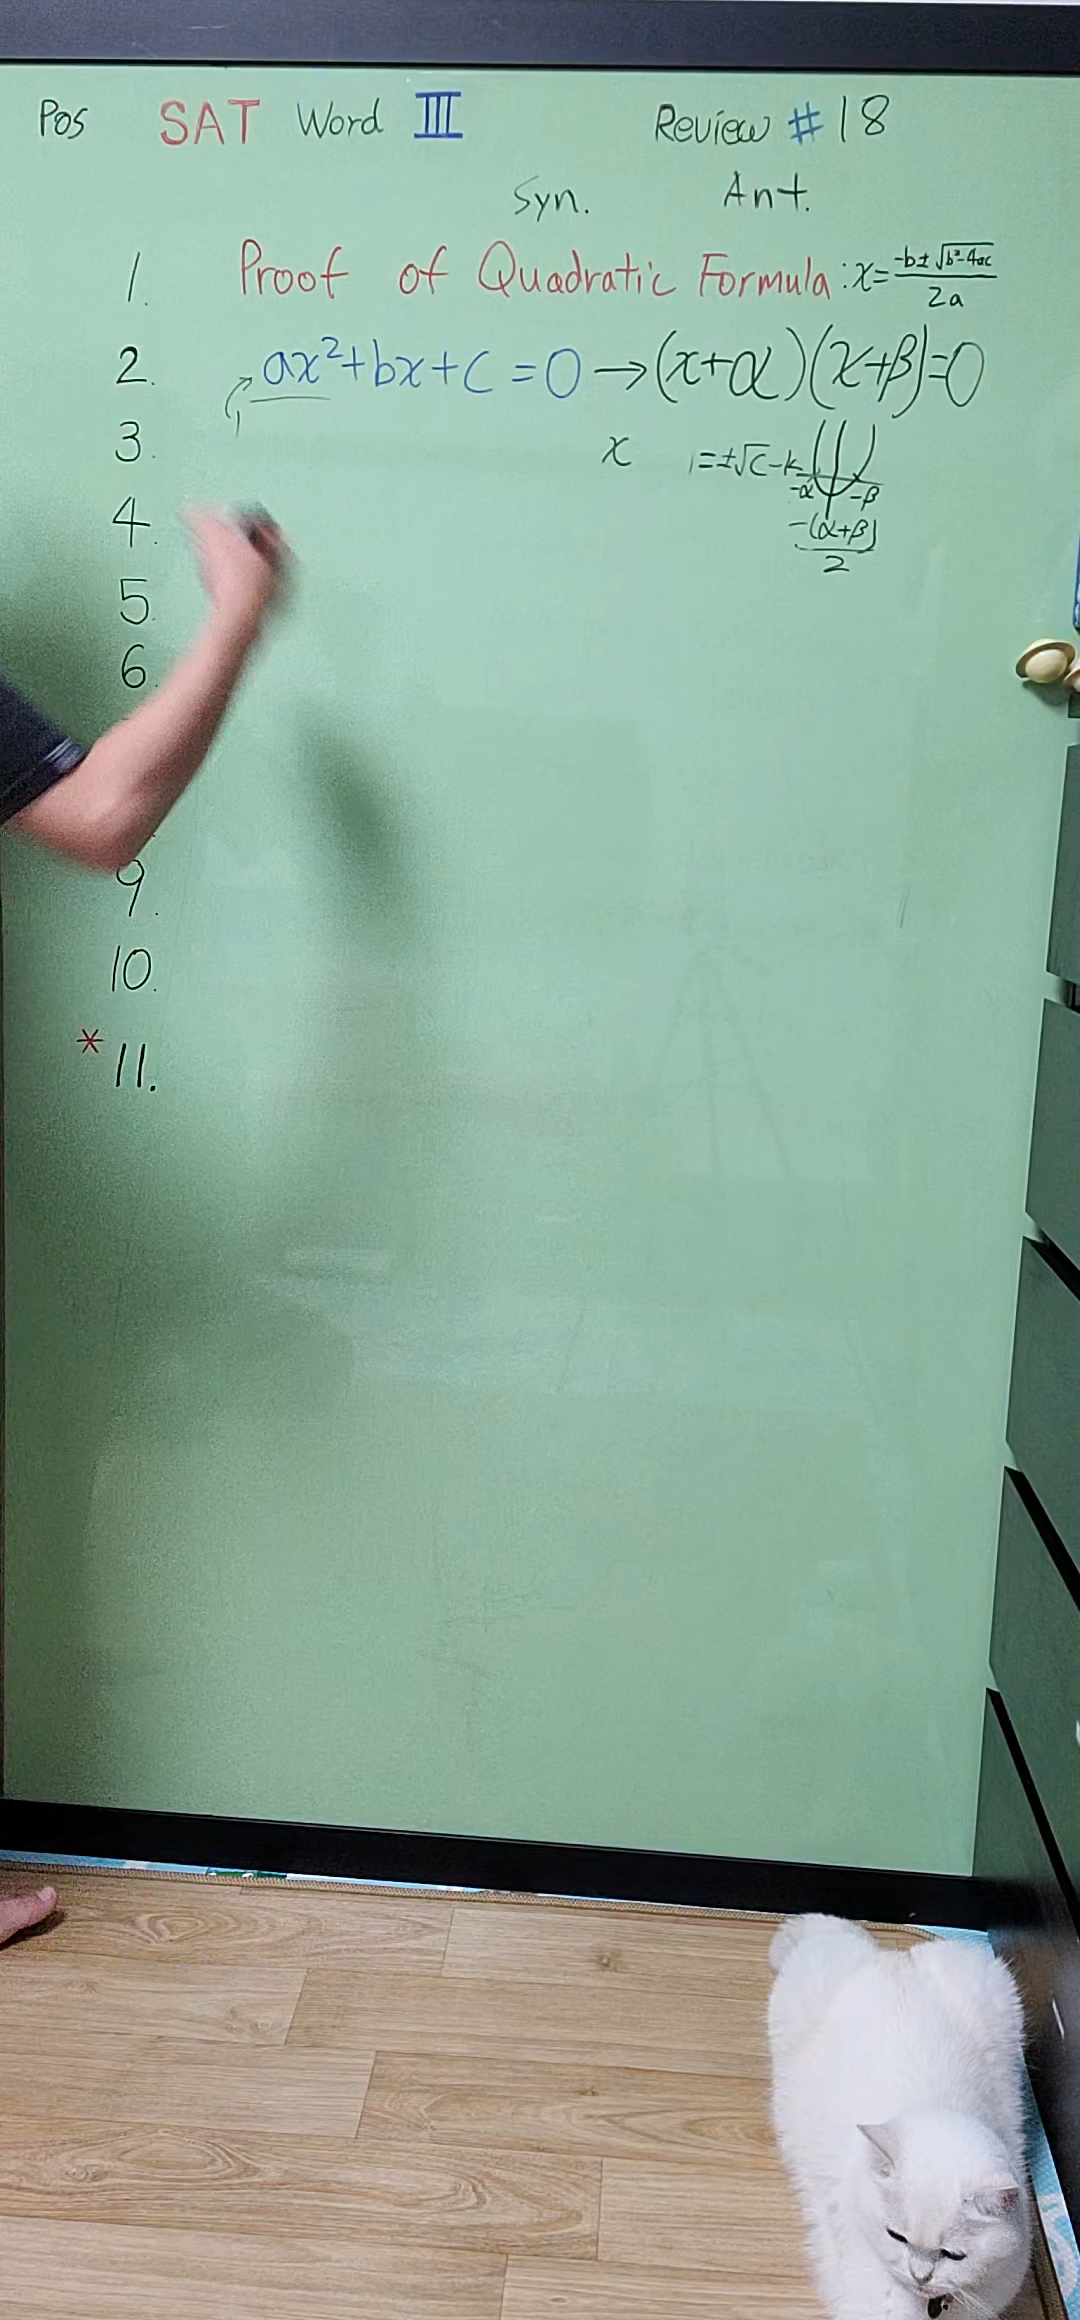 Pos SAT Word III Review #18
Syn. Ant.
1. Proof of Quadratic Formula : x = -b±√b²-4ac / 2a
2. ax²+bx+c=0 → (x+α)(x+β)=0
3. x = ±√c-k
-α -β
4. -(α+β) / 2
5.
6.
9.
10.
*11.